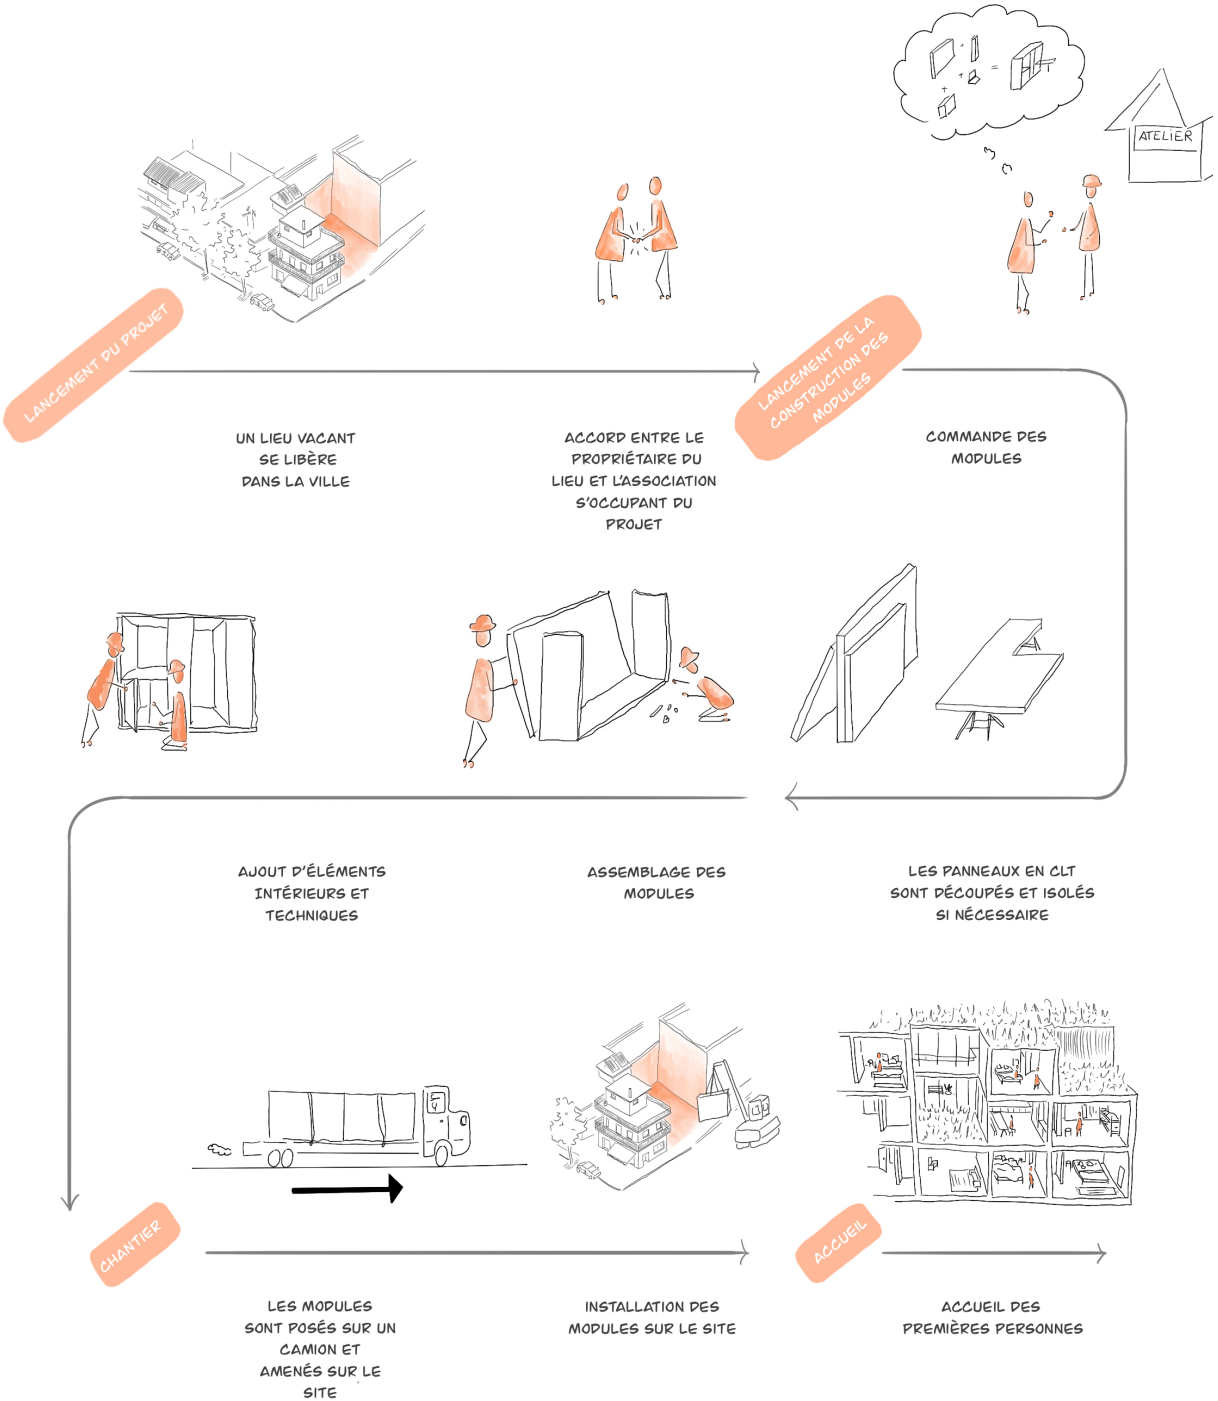 ATELIER
LANCEMENT DU PROJET
LANCEMENT DE LA
CONSTRUCTION DES
MODULES
UN LIEU VACANT
SE LIBÈRE
DANS LA VILLE
ACCORD ENTRE LE
PROPRIÉTAIRE DU
LIEU ET L'ASSOCIATION
S'OCCUPANT DU
PROJET
COMMANDE DES
MODULES
AJOUT D'ÉLÉMENTS
INTÉRIEURS ET
TECHNIQUES
ASSEMBLAGE DES
MODULES
LES PANNEAUX EN CLT
SONT DÉCOUPÉS ET ISOLÉS
SI NÉCESSAIRE
CHANTIER
ACCUEIL
LES MODULES
SONT POSÉS SUR UN
CAMION ET
AMENÉS SUR LE
SITE
INSTALLATION DES
MODULES SUR LE SITE
ACCUEIL DES
PREMIÈRES PERSONNES